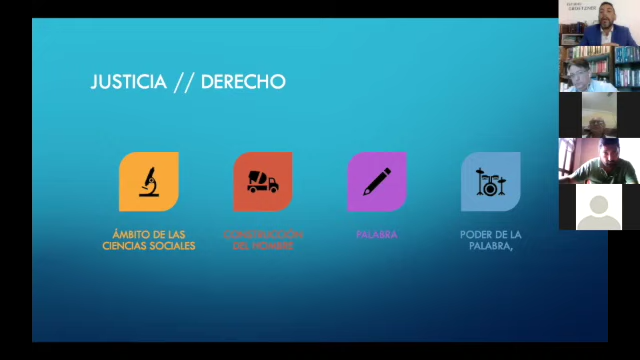 JUSTICIA // DERECHO
ÁMBITO DE LAS
CIENCIAS SOCIALES
CONSTRUCCIÓN
DEL HOMBRE
PALABRA
PODER DE LA
PALABRA,